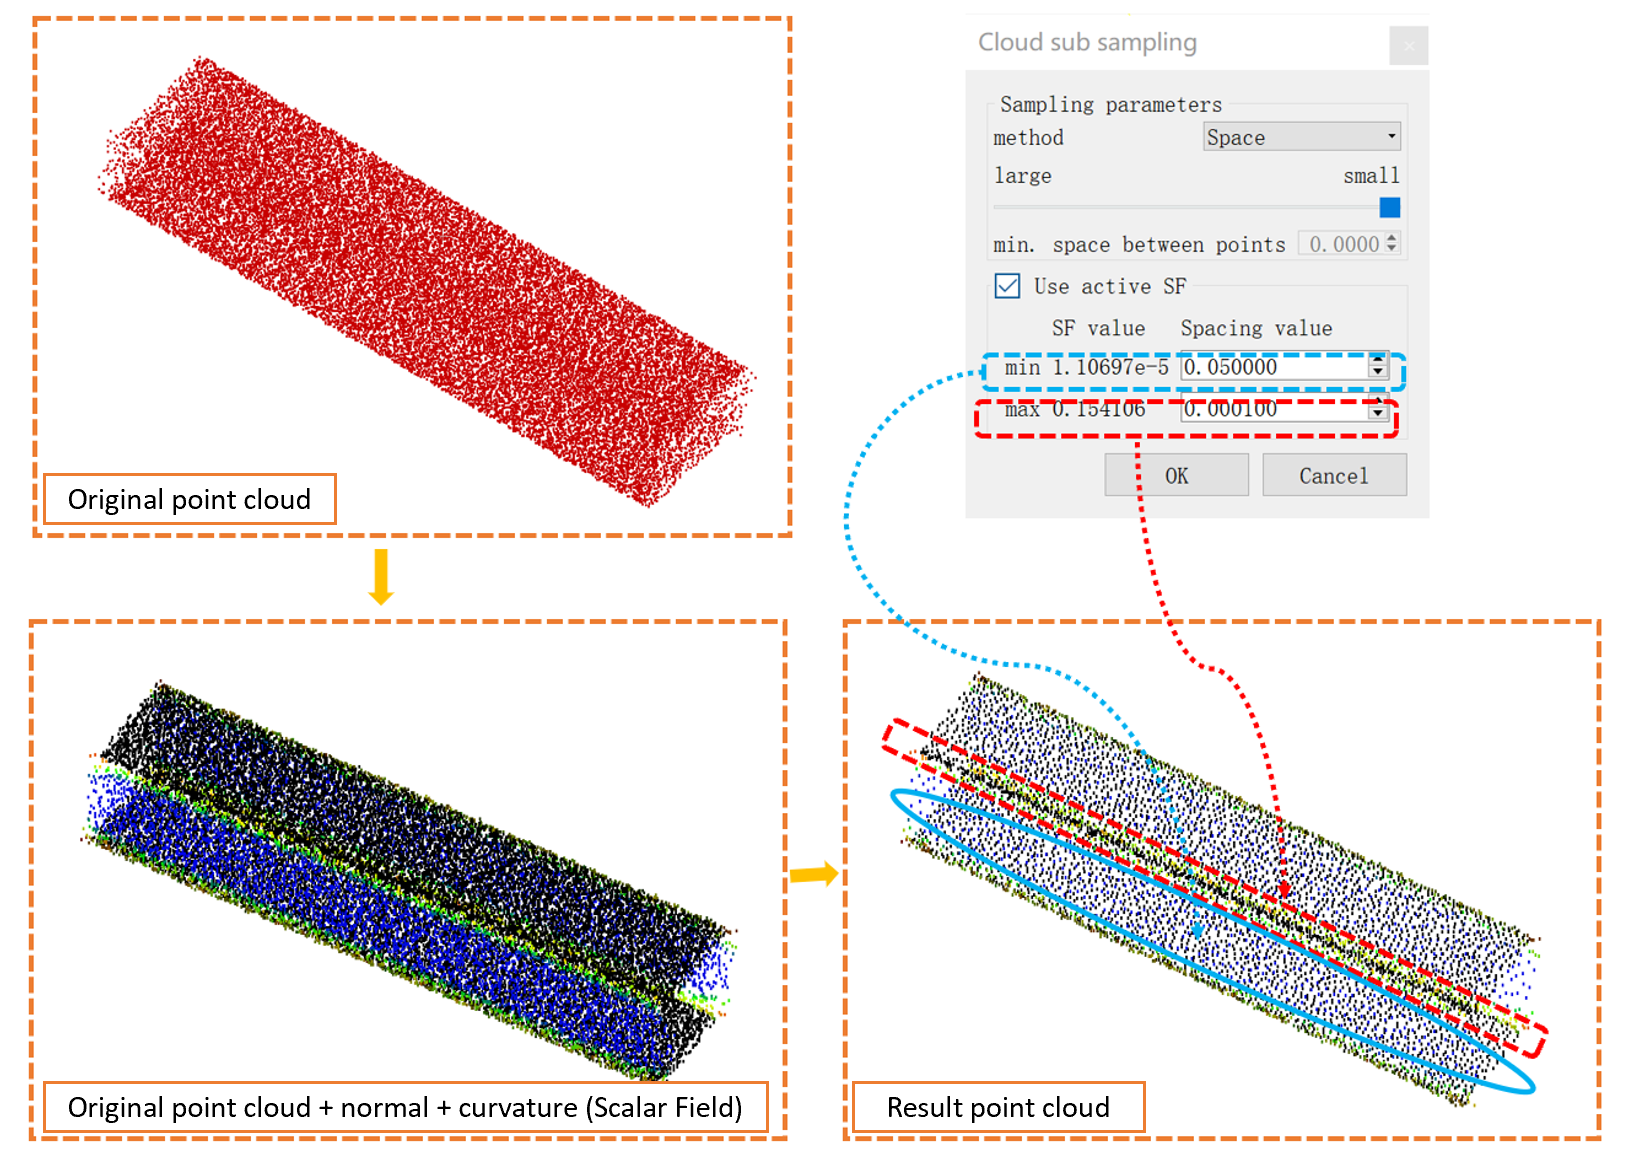 Original point cloud
Cloud sub sampling
×
Sampling parameters
method Space
large small
min. space between points 0.0000
Use active SF
SF value Spacing value
min 1.10697e-5 0.050000
max 0.154106 0.000100
OK Cancel
Original point cloud + normal + curvature (Scalar Field)
Result point cloud